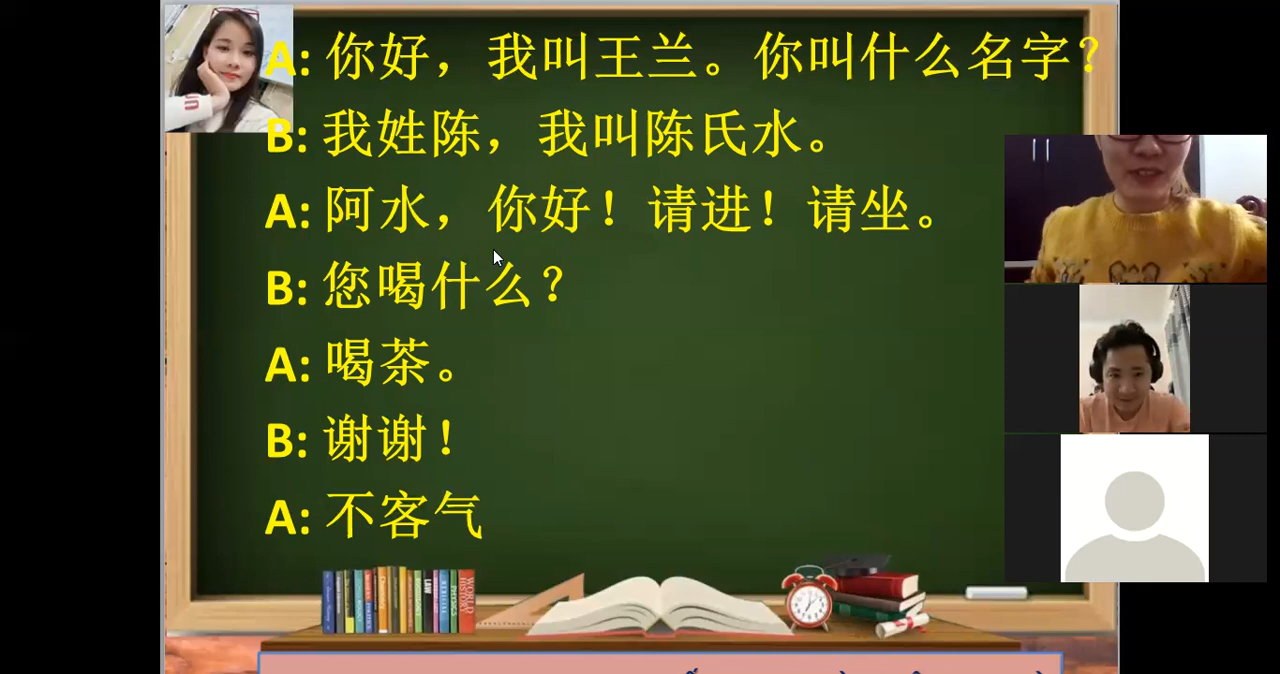 A: 你好，我叫王兰。你叫什么名字？
B: 我姓陈，我叫陈氏水。
A: 阿水，你好！请进！请坐。
B: 您喝什么？
A: 喝茶。
B: 谢谢！
A: 不客气